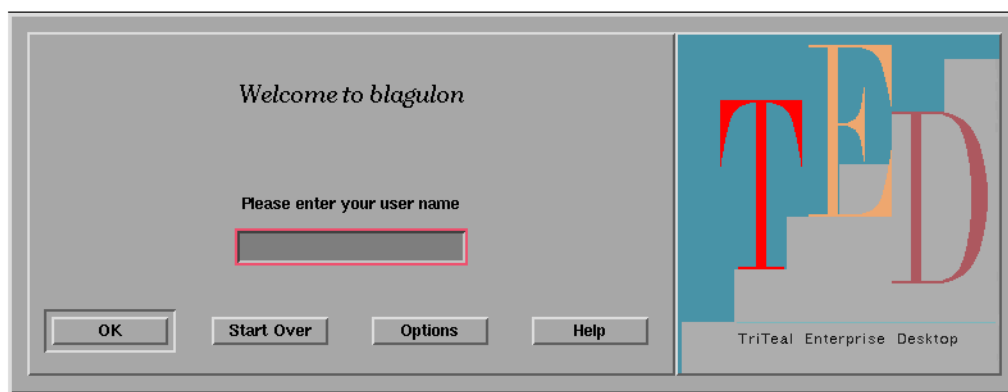 Welcome to blagulon
Please enter your user name
OK Start Over Options Help
TED
TriTeal Enterprise Desktop